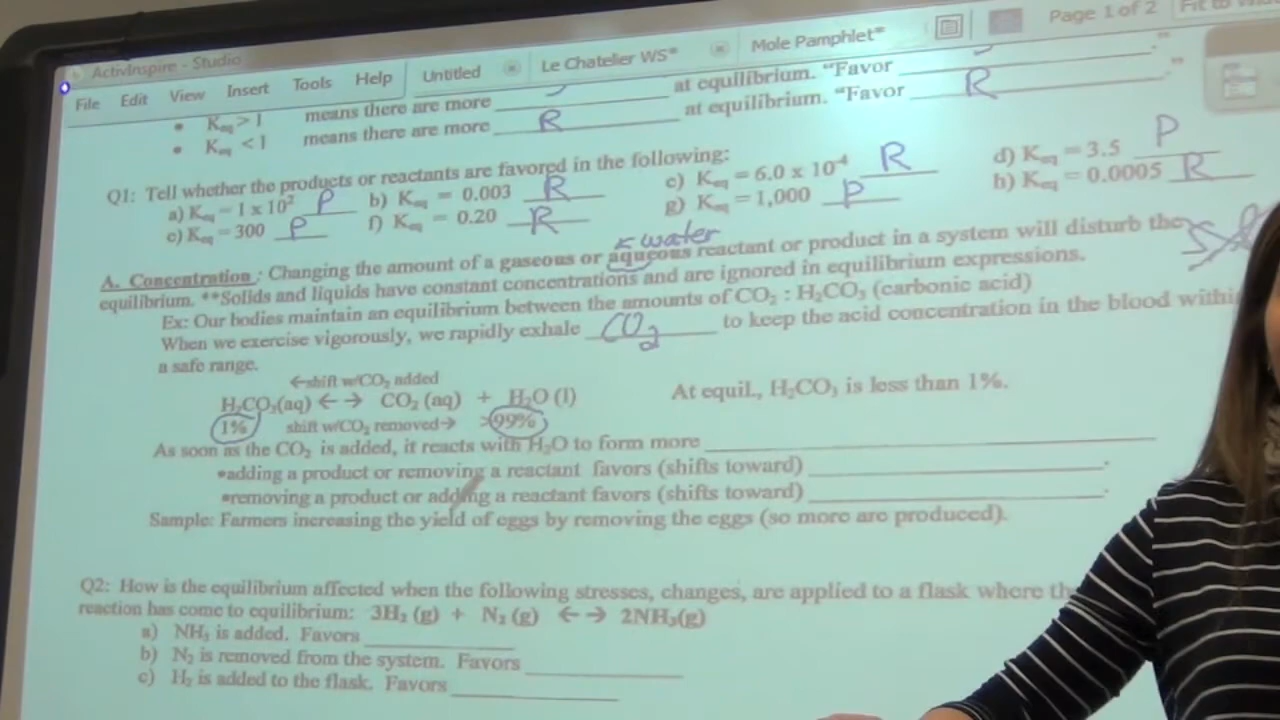 ActivInspire - Studio
File Edit View Insert Tools Help Untitled Le Chatelier WS* Mole Pamphlet* Page 1 of 2 Fit to
• Keq > 1 means there are more at equilibrium. "Favor ."
• Keq < 1 means there are more R at equilibrium. "Favor R ."
Q1: Tell whether the products or reactants are favored in the following:
a) Keq = 1 x 10² P b) Keq = 0.003 R c) Keq = 6.0 x 10⁻⁴ R d) Keq = 3.5 P
e) Keq = 300 P f) Keq = 0.20 R g) Keq = 1,000 P h) Keq = 0.0005 R
water
A. Concentration: Changing the amount of a gaseous or aqueous reactant or product in a system will disturb the
equilibrium. **Solids and liquids have constant concentrations and are ignored in equilibrium expressions.
Ex: Our bodies maintain an equilibrium between the amounts of CO₂ : H₂CO₃ (carbonic acid)
When we exercise vigorously, we rapidly exhale CO₂ to keep the acid concentration in the blood withi
a safe range.
←shift w/CO₂ added
H₂CO₃(aq) ←→ CO₂ (aq) + H₂O (l) At equil., H₂CO₃ is less than 1%.
1% shift w/CO₂ removed→ >99%
As soon as the CO₂ is added, it reacts with H₂O to form more
•adding a product or removing a reactant favors (shifts toward) .
•removing a product or adding a reactant favors (shifts toward) .
Sample: Farmers increasing the yield of eggs by removing the eggs (so more are produced).
Q2: How is the equilibrium affected when the following stresses, changes, are applied to a flask where th
reaction has come to equilibrium: 3H₂ (g) + N₂ (g) ←→ 2NH₃(g)
a) NH₃ is added. Favors
b) N₂ is removed from the system. Favors
c) H₂ is added to the flask. Favors